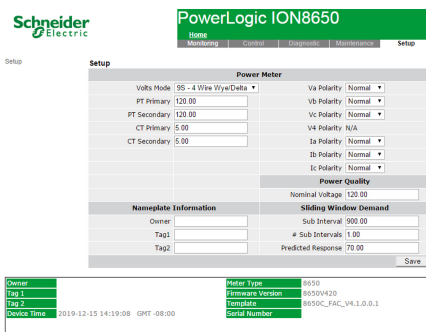 Schneider Electric
PowerLogic ION8650
Home
Monitoring Control Diagnostic Maintenance Setup
Setup
Setup
Power Meter
Volts Mode 9S - 4 Wire Wye/Delta Va Polarity Normal
PT Primary 120.00 Vb Polarity Normal
PT Secondary 120.00 Vc Polarity Normal
CT Primary 5.00 V4 Polarity N/A
CT Secondary 5.00 Ia Polarity Normal
Ib Polarity Normal
Ic Polarity Normal
Power Quality
Nominal Voltage 120.00
Nameplate Information Sliding Window Demand
Owner Sub Interval 900.00
Tag1 # Sub Intervals 1.00
Tag2 Predicted Response 70.00
Save
Owner Meter Type 8650
Tag 1 Firmware Version 8650V420
Tag 2 Template 8650C_FAC_V4.1.0.0.1
Device Time 2019-12-15 14:19:08 GMT -08:00 Serial Number